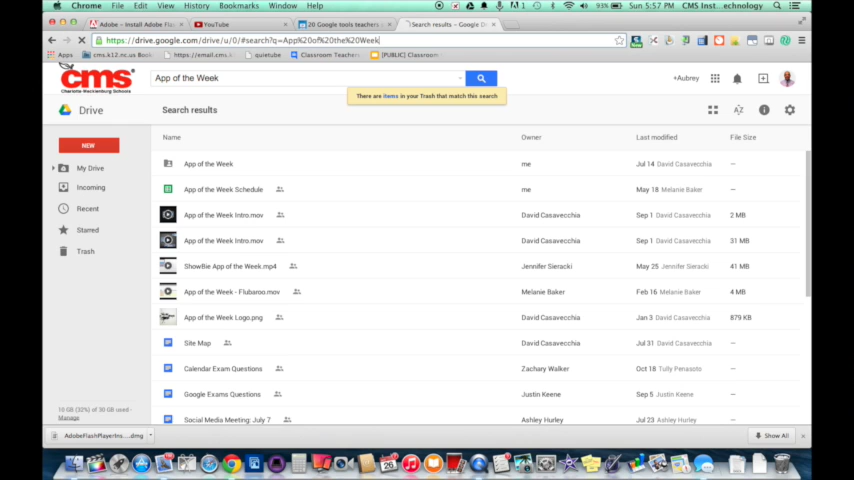 Chrome File Edit View History Bookmarks Window Help 93% Sun 5:57 PM CMS Inst...echnology
Adobe - Install Adobe Flas YouTube 20 Google tools teachers Search results - Google Dr
https://drive.google.com/drive/u/0/#search?q=App%20of%20the%20Week
Apps cms.k12.nc.us Book https://email.cms quietube Classroom Teachers [PUBLIC] Classroom
cms App of the Week +Aubrey
Charlotte-Mecklenburg Schools
There are items in your Trash that match this search
Drive Search results
NEW
Name Owner Last modified File Size
My Drive
Incoming
Recent
Starred
Trash
App of the Week me Jul 14 David Casavecchia —
App of the Week Schedule me May 18 Melanie Baker —
App of the Week Intro.mov David Casavecchia Sep 1 David Casavecchia 2 MB
App of the Week Intro.mov David Casavecchia Sep 1 David Casavecchia 31 MB
ShowBie App of the Week.mp4 Jennifer Sieracki May 25 Jennifer Sieracki 41 MB
App of the Week - Flubaroo.mov Melanie Baker Feb 16 Melanie Baker 4 MB
App of the Week Logo.png David Casavecchia Jan 3 David Casavecchia 879 KB
Site Map David Casavecchia Jul 31 David Casavecchia —
Calendar Exam Questions Zachary Walker Oct 18 Tully Penasoto —
Google Exams Questions Justin Keene Sep 5 Justin Keene —
Social Media Meeting: July 7 Ashley Hurley Jul 23 Ashley Hurley —
10 GB (32%) of 30 GB used
Manage
AdobeFlashPlayerIns....dmg Show All